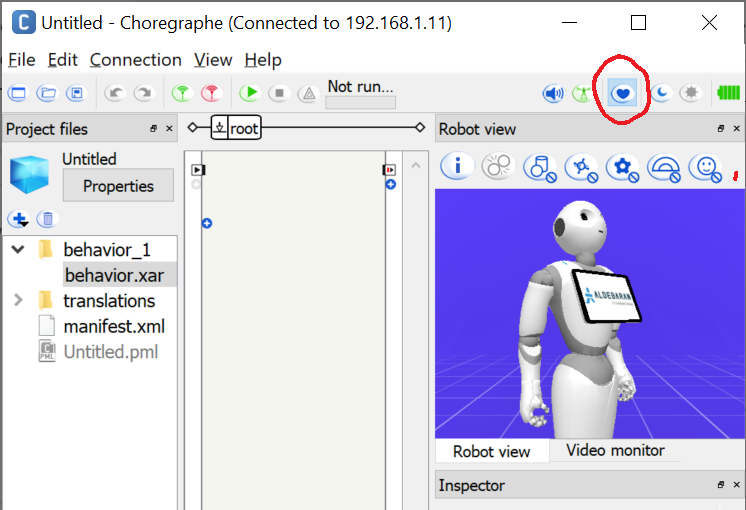 Untitled - Choregraphe (Connected to 192.168.1.11)
File Edit Connection View Help
Not run...
Project files
root
Robot view
Untitled
Properties
behavior_1
behavior.xar
translations
manifest.xml
Untitled.pml
ALDEBARAN
Robot view Video monitor
Inspector